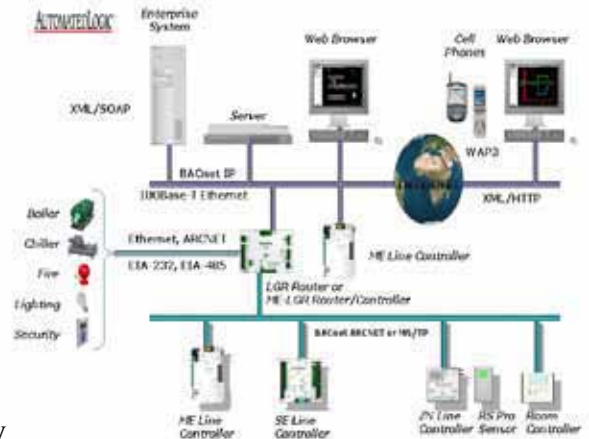 AUTOMATEDLOGIC
Enterprise
System
Web Browser
Cell
Phones
Web Browser
XML/SOAP
Server
WAP3
BACnet IP
100Base-T Ethernet
INTERNET
XML/HTTP
Boiler
Chiller
Fire
Lighting
Security
Ethernet, ARCNET
EIA-232, EIA-485
ME Line Controller
LGR Router or
ME-LGR Router/Controller
BACnet ARCNET or MS/TP
ME Line
Controller
SE Line
Controller
ZN Line
Controller
RS Pro
Sensor
Room
Controller
y